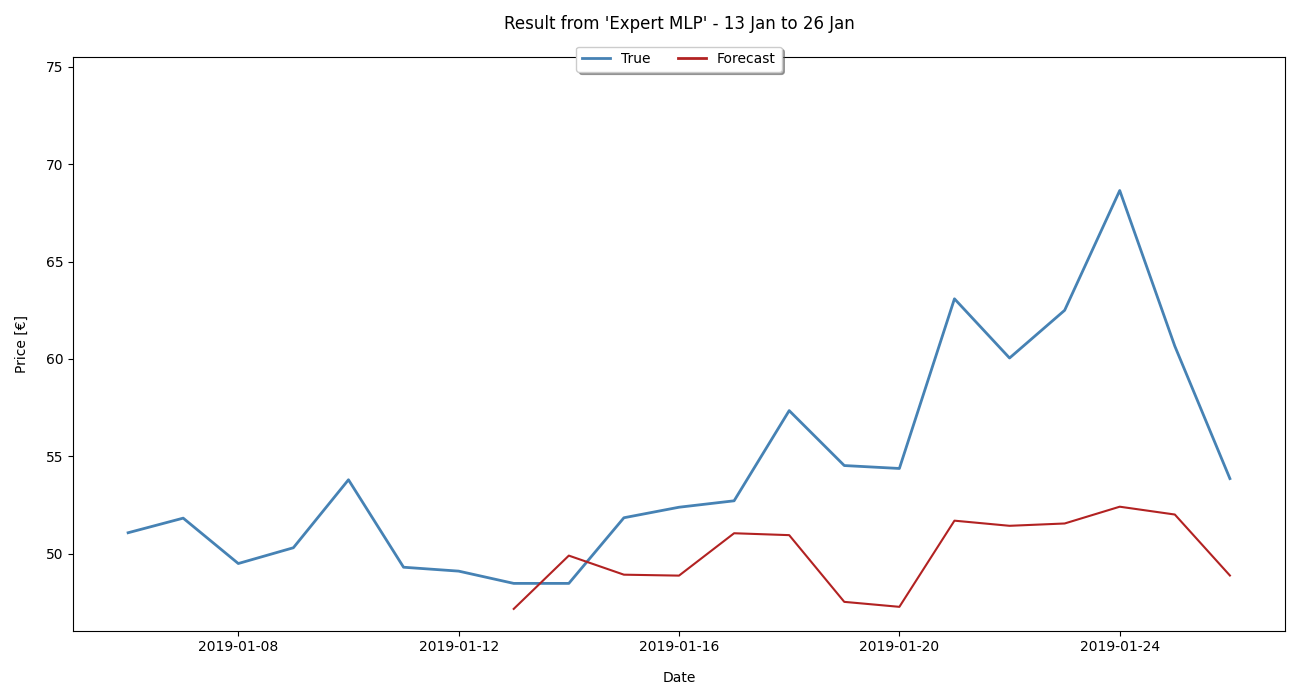 Result from 'Expert MLP' - 13 Jan to 26 Jan
True Forecast
75
70
65
60
55
50
Price [€]
2019-01-08 2019-01-12 2019-01-16 2019-01-20 2019-01-24
Date